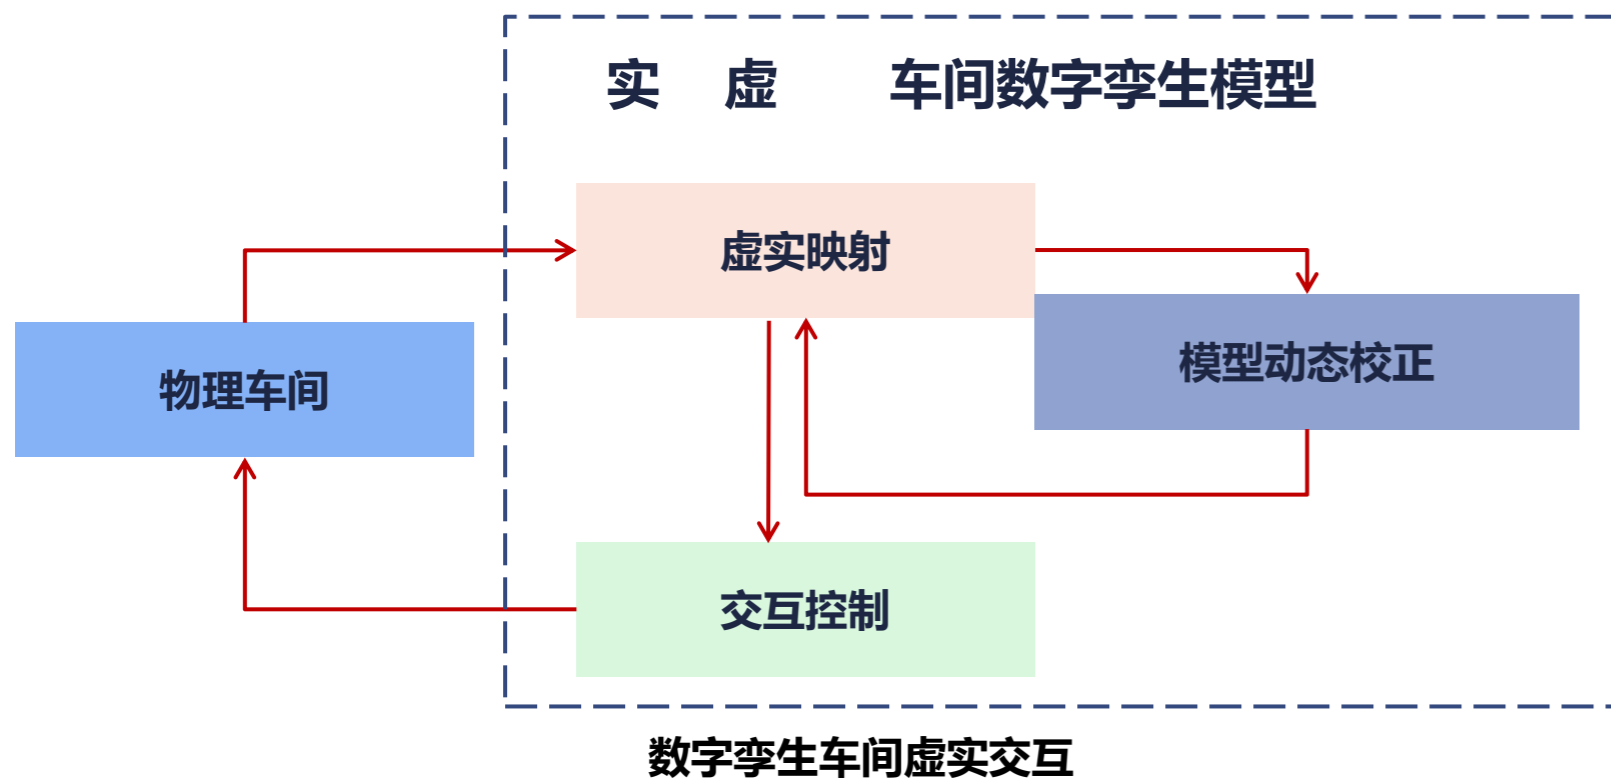 实 虚 车间数字孪生模型
虚实映射
模型动态校正
物理车间
交互控制
数字孪生车间虚实交互